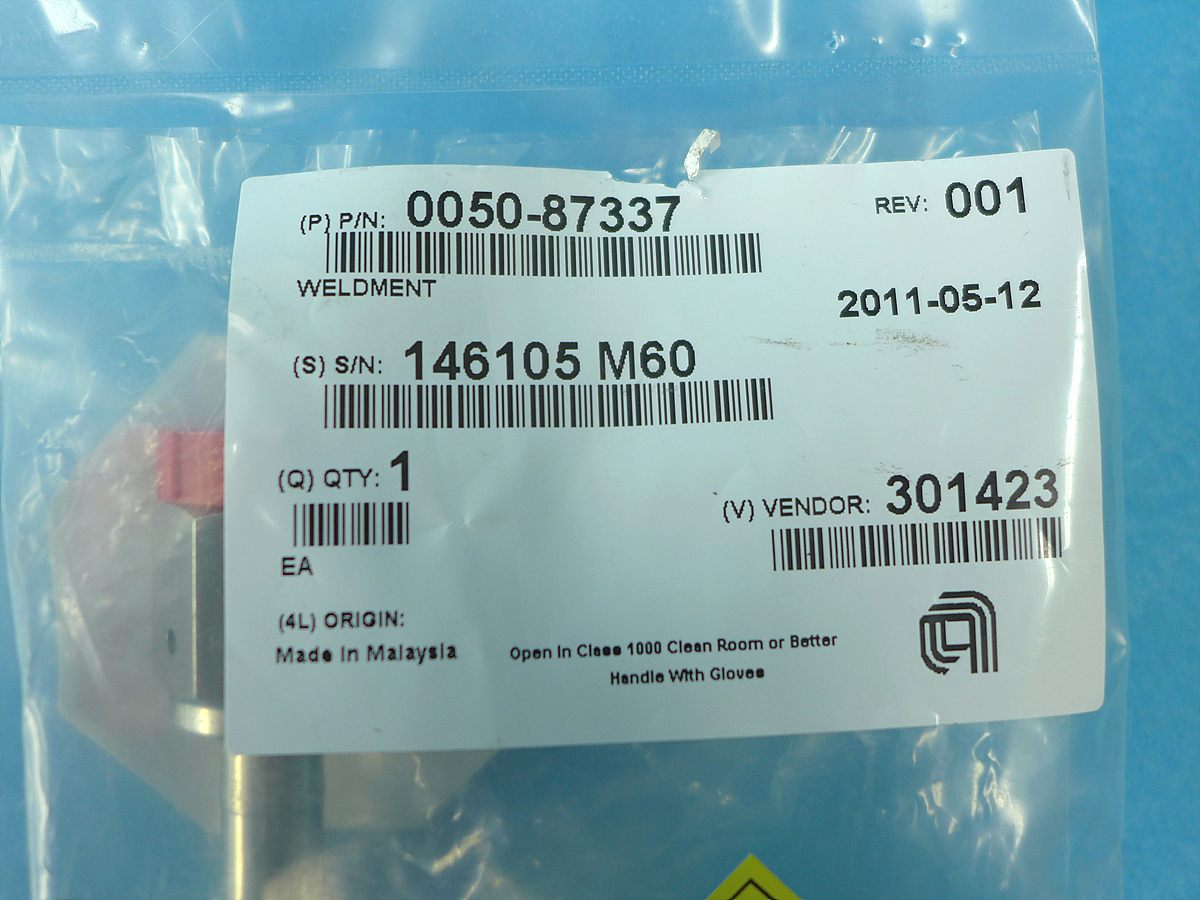 (P) P/N: 0050-87337
REV: 001
WELDMENT
2011-05-12
(S) S/N: 146105 M60
(Q) QTY: 1
(V) VENDOR: 301423
EA
(4L) ORIGIN:
Made In Malaysia
Open In Class 1000 Clean Room or Better
Handle With Gloves